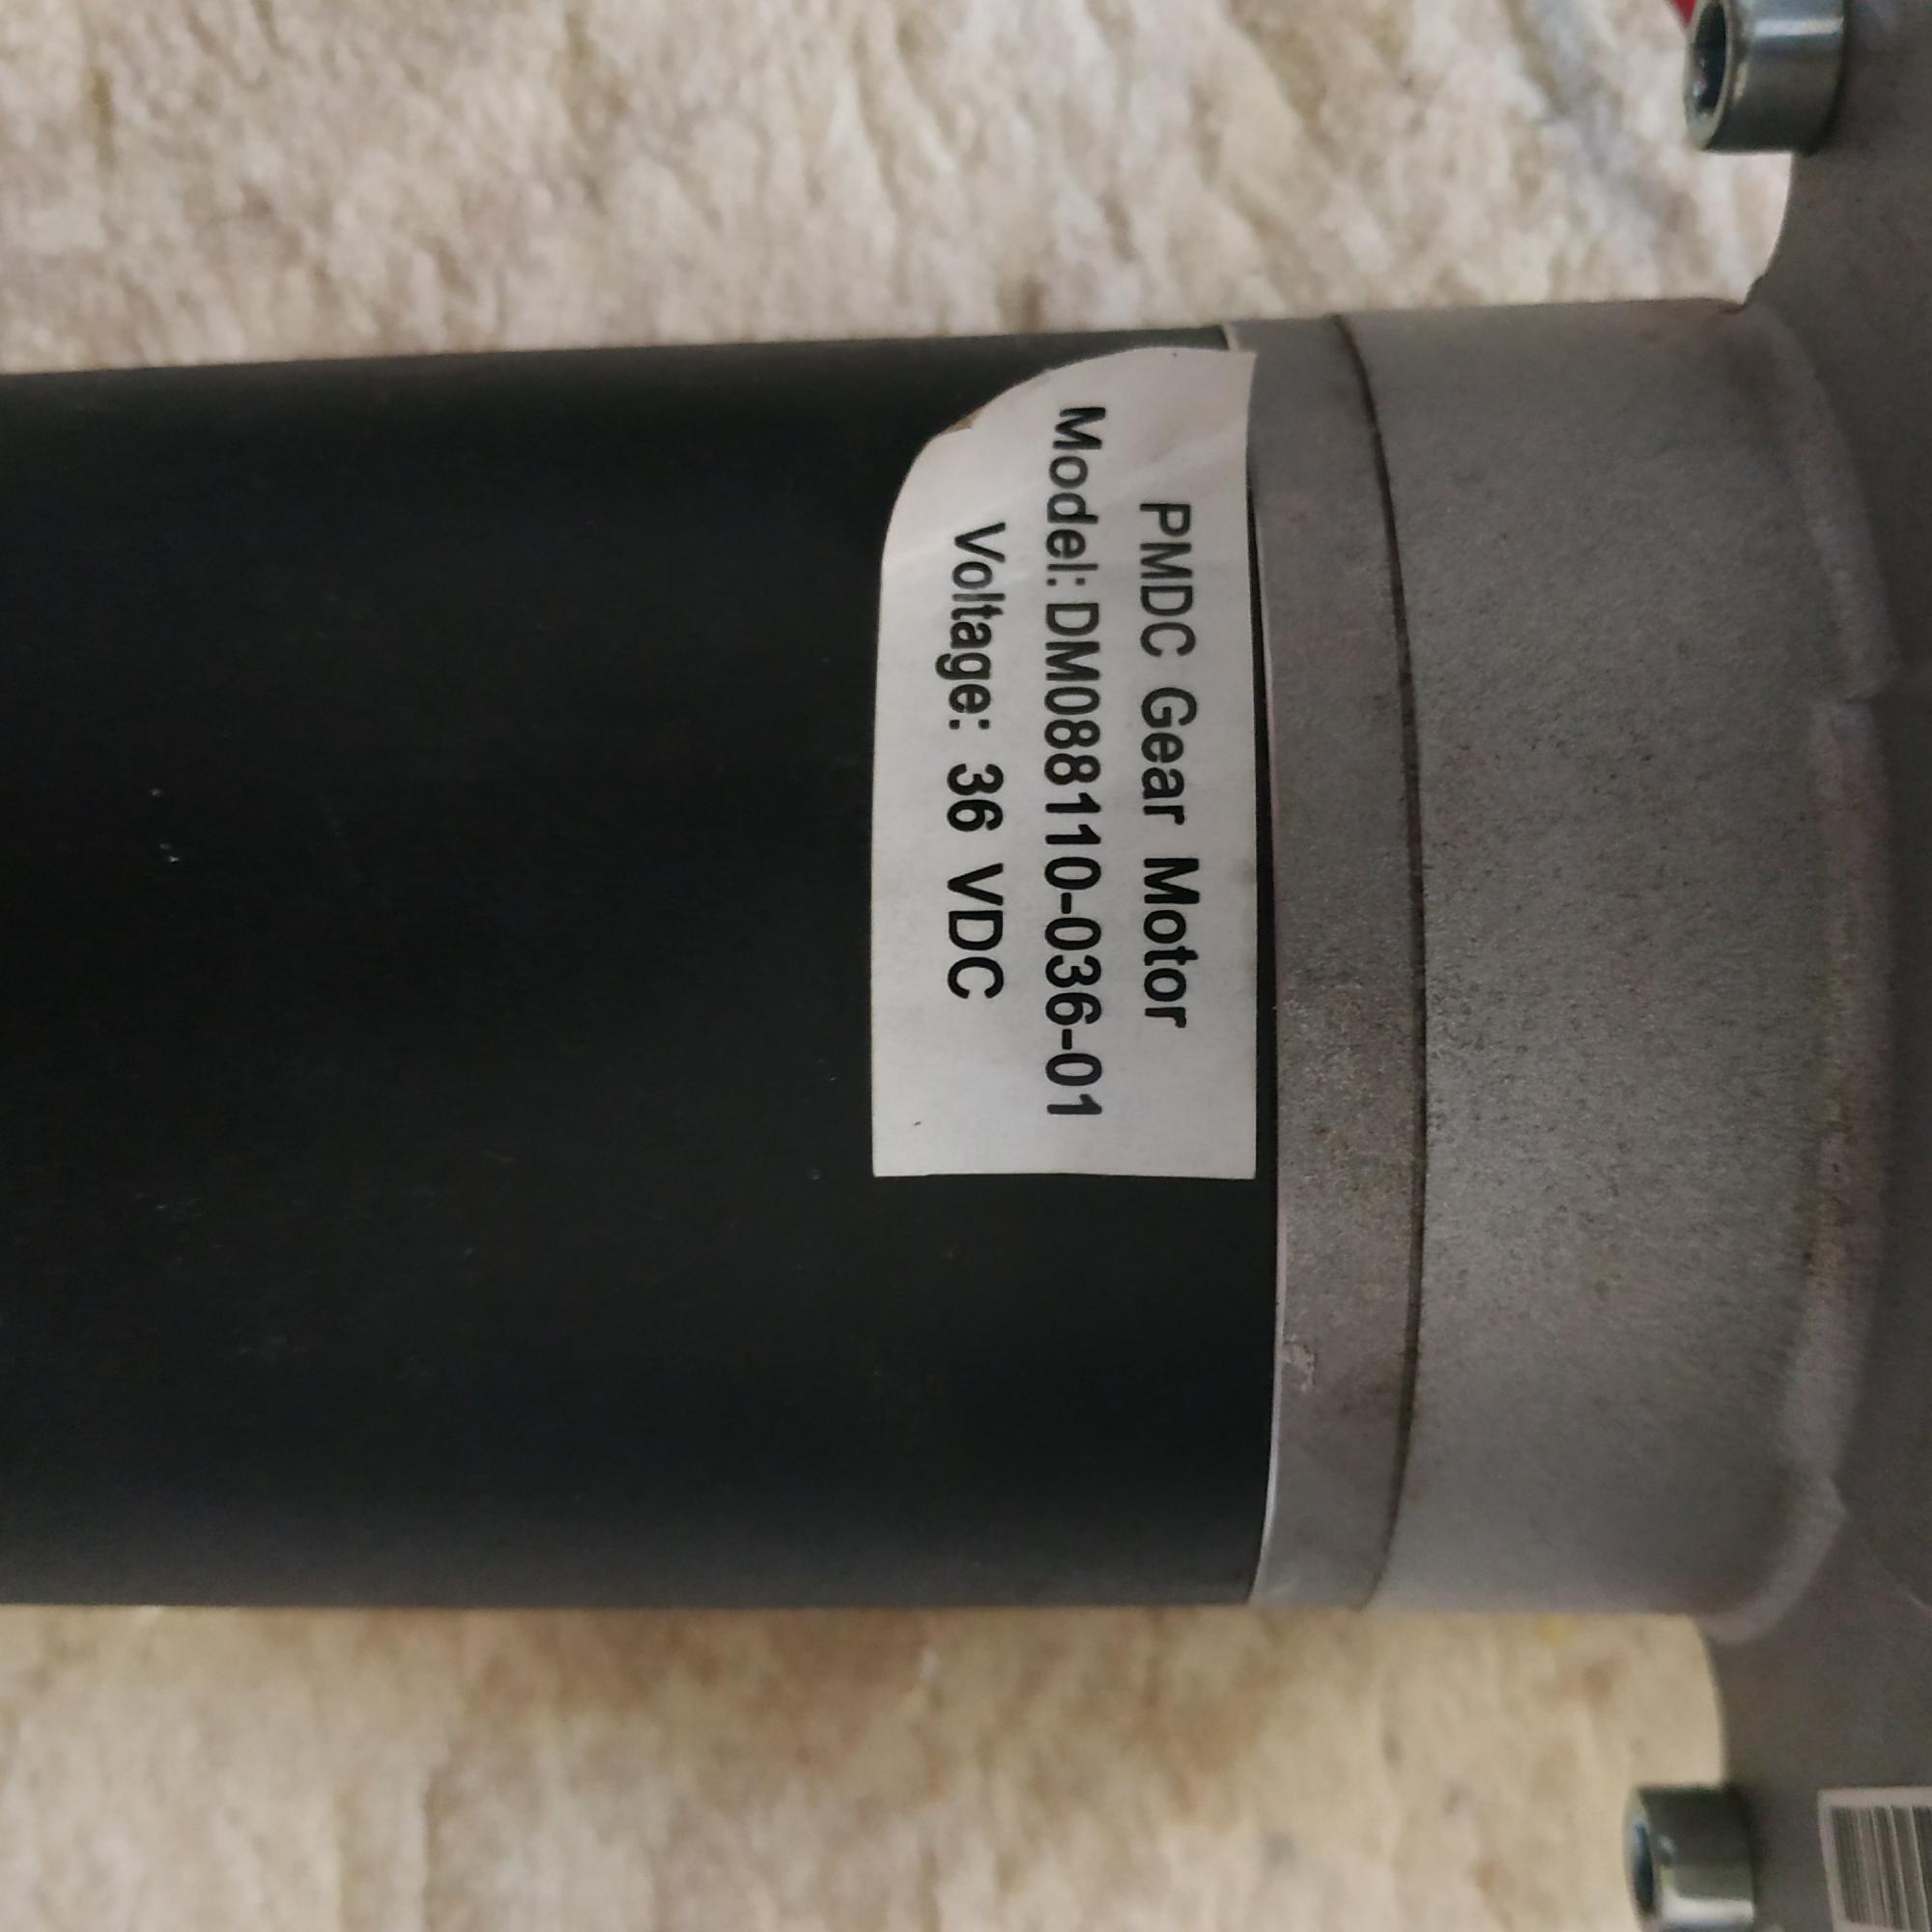 PMDC Gear Motor
Model: DM088110-036-01
Voltage: 36 VDC